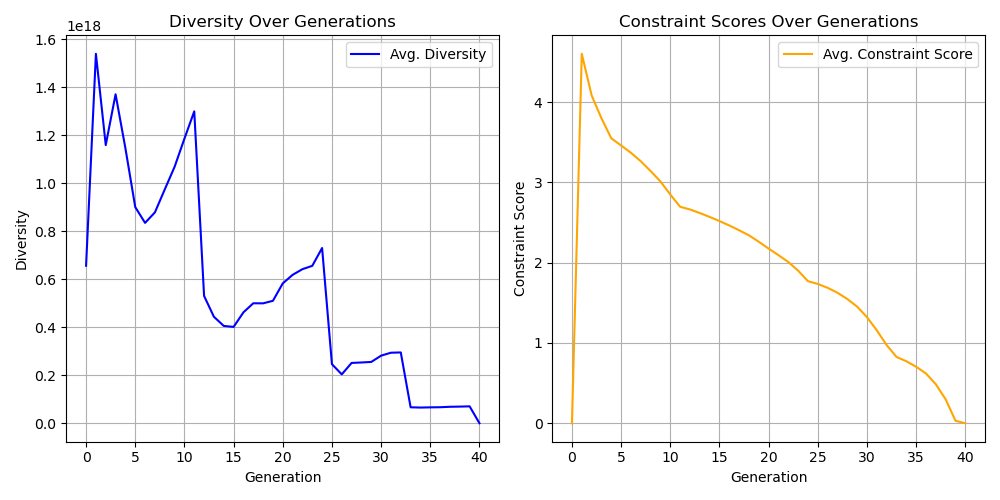 Diversity Over Generations
1e18
1.6
1.4
1.2
1.0
0.8
0.6
0.4
0.2
0.0
Diversity
Avg. Diversity
0 5 10 15 20 25 30 35 40
Generation
Constraint Scores Over Generations
4
3
2
1
0
Constraint Score
Avg. Constraint Score
0 5 10 15 20 25 30 35 40
Generation